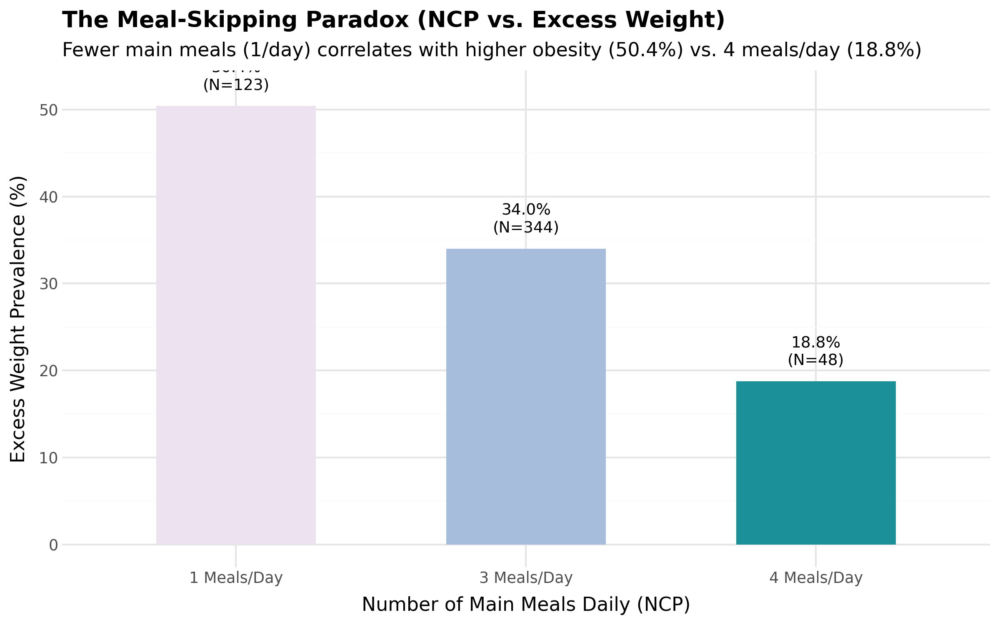 The Meal-Skipping Paradox (NCP vs. Excess Weight)
Fewer main meals (1/day) correlates with higher obesity (50.4%) vs. 4 meals/day (18.8%)
(N=123)
34.0%
(N=344)
18.8%
(N=48)
Excess Weight Prevalence (%)
50
40
30
20
10
0
1 Meals/Day
3 Meals/Day
4 Meals/Day
Number of Main Meals Daily (NCP)